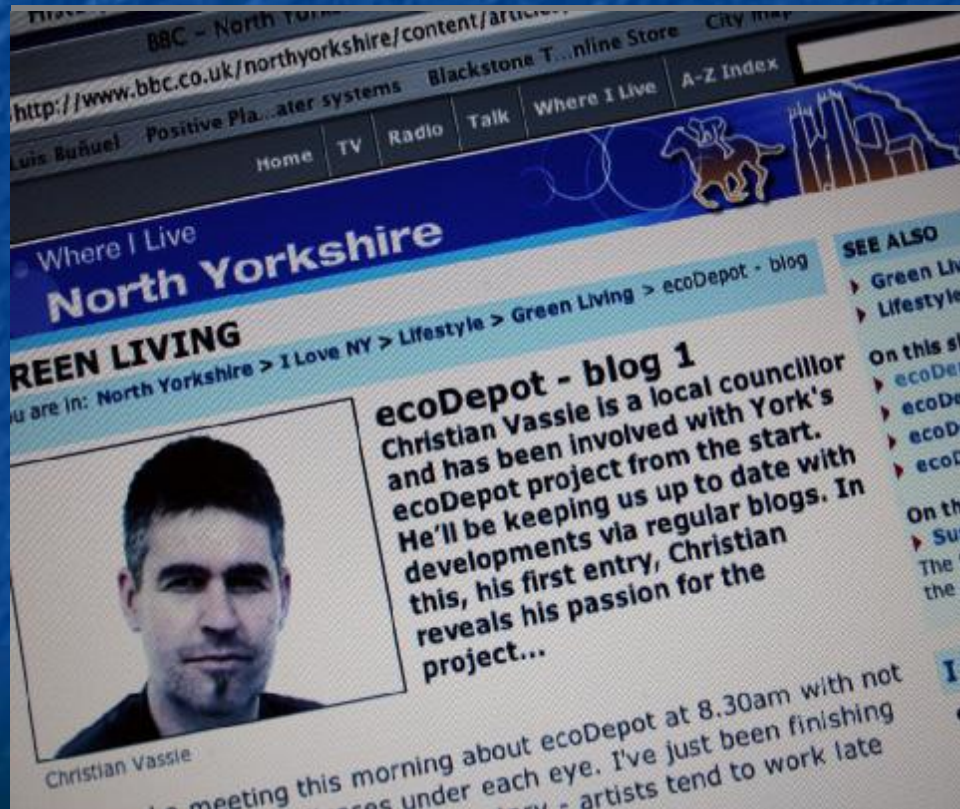 BBC - North
http://www.bbc.co.uk/northyorkshire/content/
Luis Buñuel Positive Pla...ater systems Blackstone T...nline Store City map
Home TV Radio Talk Where I Live A-Z Index
Where I Live
North Yorkshire
REEN LIVING
ou are in: North Yorkshire > I Love NY > Lifestyle > Green Living > ecoDepot - blog
ecoDepot - blog 1
Christian Vassie is a local councillor
and has been involved with York's
ecoDepot project from the start.
He'll be keeping us up to date with
developments via regular blogs. In
this, his first entry, Christian
reveals his passion for the
project...
Christian Vassie
meeting this morning about ecoDepot at 8.30am with not
under each eye. I've just been finishing
- artists tend to work late
SEE ALSO
Green Liv
Lifestyle
On this s
ecoDe
ecoDe
ecoD
ecoD
On th
Su
The
the
I